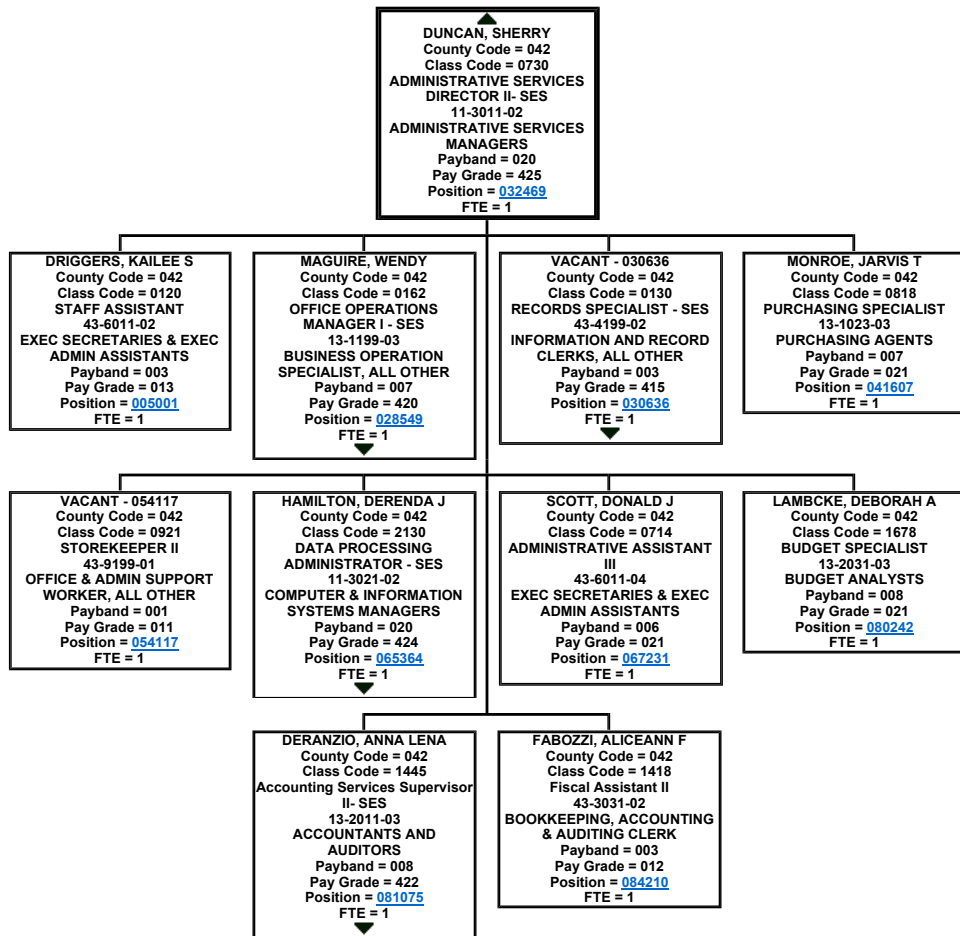 DUNCAN, SHERRY
County Code = 042
Class Code = 0730
ADMINISTRATIVE SERVICES
DIRECTOR II- SES
11-3011-02
ADMINISTRATIVE SERVICES
MANAGERS
Payband = 020
Pay Grade = 425
Position = 032469
FTE = 1
DRIGGERS, KAILEE S
County Code = 042
Class Code = 0120
STAFF ASSISTANT
43-6011-02
EXEC SECRETARIES & EXEC
ADMIN ASSISTANTS
Payband = 003
Pay Grade = 013
Position = 005001
FTE = 1
MAGUIRE, WENDY
County Code = 042
Class Code = 0162
OFFICE OPERATIONS
MANAGER I - SES
13-1199-03
BUSINESS OPERATION
SPECIALIST, ALL OTHER
Payband = 007
Pay Grade = 420
Position = 028549
FTE = 1
VACANT - 030636
County Code = 042
Class Code = 0130
RECORDS SPECIALIST - SES
43-4199-02
INFORMATION AND RECORD
CLERKS, ALL OTHER
Payband = 003
Pay Grade = 415
Position = 030636
FTE = 1
MONROE, JARVIS T
County Code = 042
Class Code = 0818
PURCHASING SPECIALIST
13-1023-03
PURCHASING AGENTS
Payband = 007
Pay Grade = 021
Position = 041607
FTE = 1
VACANT - 054117
County Code = 042
Class Code = 0921
STOREKEEPER II
43-9199-01
OFFICE & ADMIN SUPPORT
WORKER, ALL OTHER
Payband = 001
Pay Grade = 011
Position = 054117
FTE = 1
HAMILTON, DERENDA J
County Code = 042
Class Code = 2130
DATA PROCESSING
ADMINISTRATOR - SES
11-3021-02
COMPUTER & INFORMATION
SYSTEMS MANAGERS
Payband = 020
Pay Grade = 424
Position = 065364
FTE = 1
SCOTT, DONALD J
County Code = 042
Class Code = 0714
ADMINISTRATIVE ASSISTANT
III
43-6011-04
EXEC SECRETARIES & EXEC
ADMIN ASSISTANTS
Payband = 006
Pay Grade = 021
Position = 067231
FTE = 1
LAMBCKE, DEBORAH A
County Code = 042
Class Code = 1678
BUDGET SPECIALIST
13-2031-03
BUDGET ANALYSTS
Payband = 008
Pay Grade = 021
Position = 080242
FTE = 1
DERANZIO, ANNA LENA
County Code = 042
Class Code = 1445
Accounting Services Supervisor
II- SES
13-2011-03
ACCOUNTANTS AND
AUDITORS
Payband = 008
Pay Grade = 422
Position = 081075
FTE = 1
FABOZZI, ALICEANN F
County Code = 042
Class Code = 1418
Fiscal Assistant II
43-3031-02
BOOKKEEPING, ACCOUNTING
& AUDITING CLERK
Payband = 003
Pay Grade = 012
Position = 084210
FTE = 1